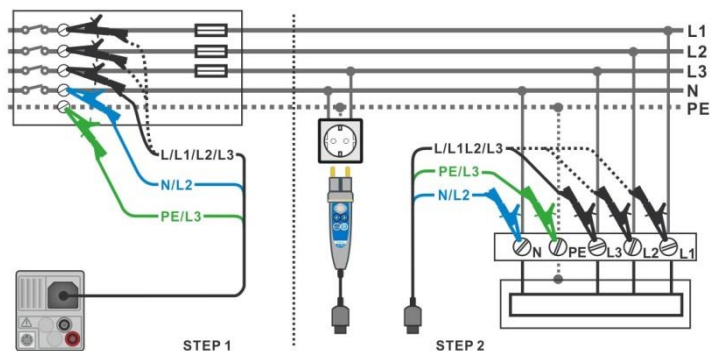 L1
L2
L3
N
PE
L/L1/L2/L3
N/L2
PE/L3
STEP 1
L/L1L2/L3
PE/L3
N/L2
N PE L3 L2 L1
STEP 2